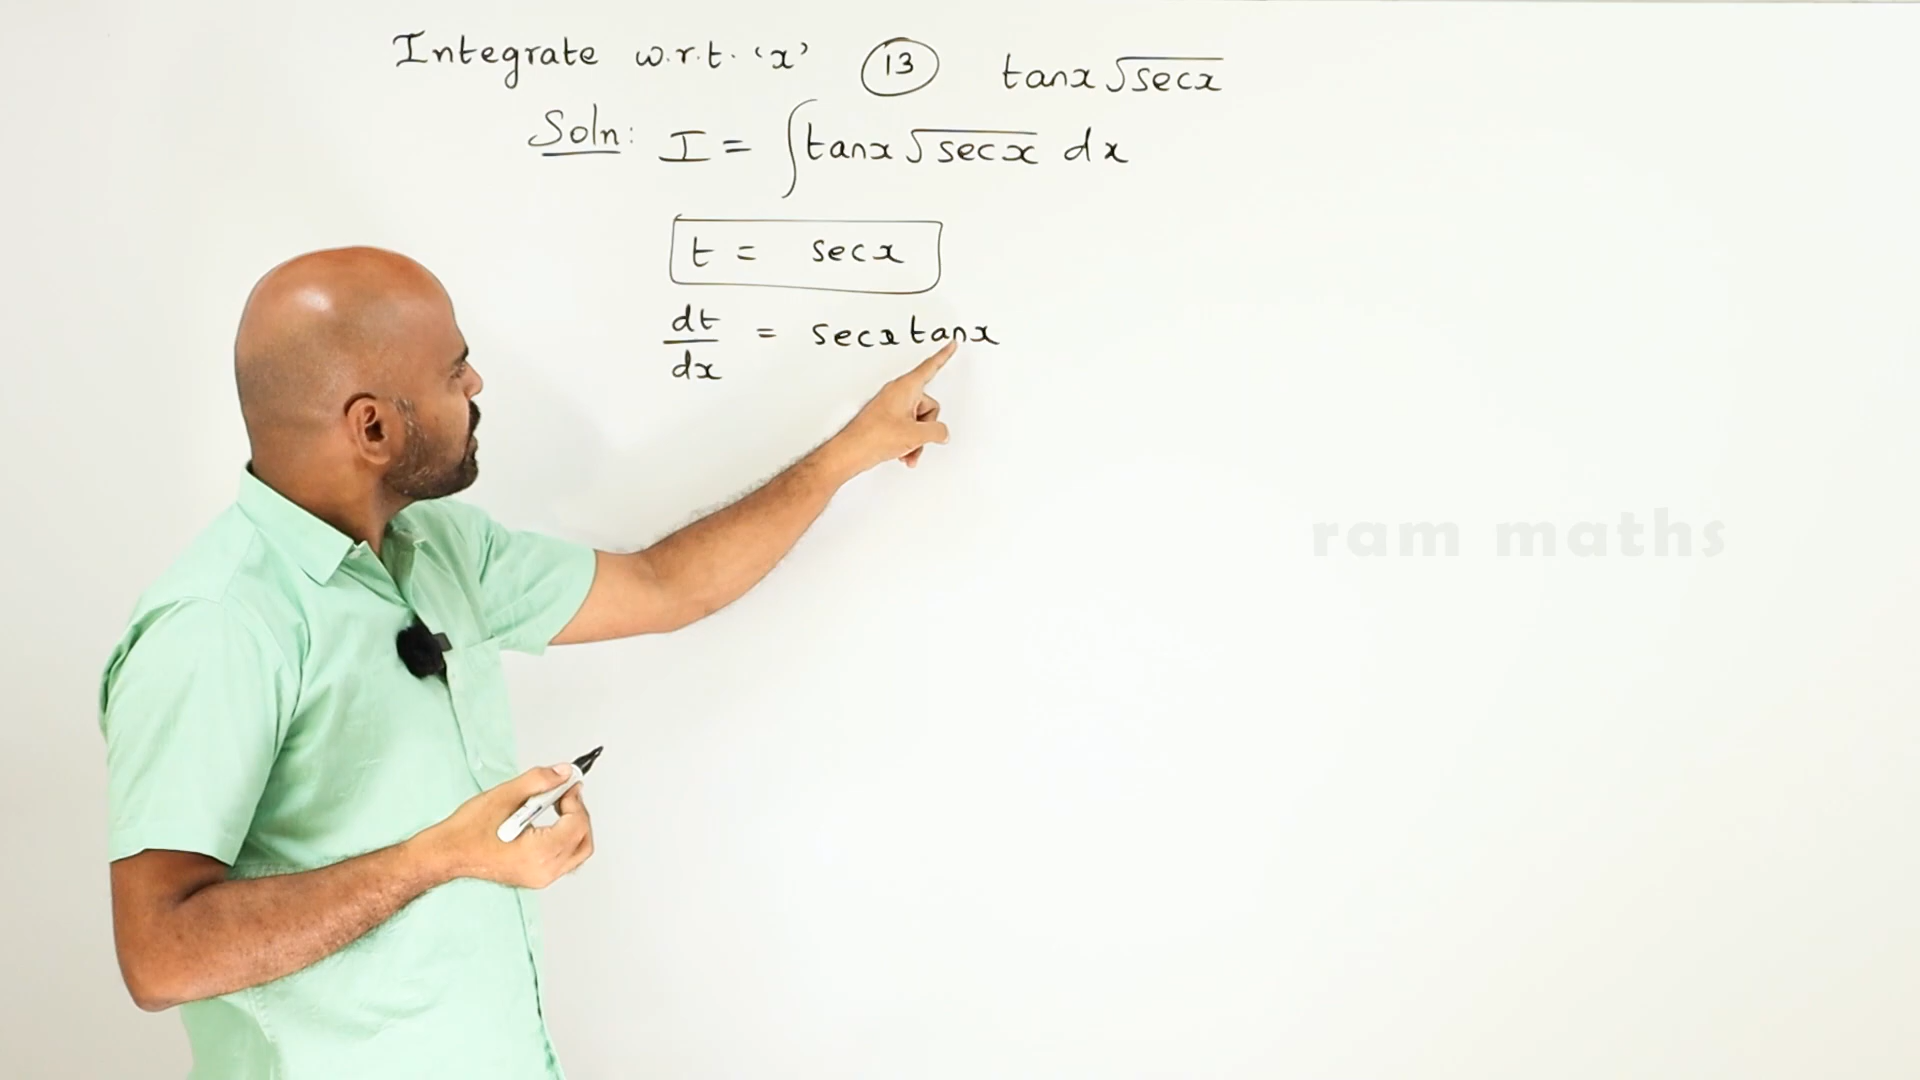 Integrate w.r.t. 'x' 13 tanx √secx
Soln: I = ∫tanx √secx dx
t = secx
dt/dx = secx tanx
ram maths